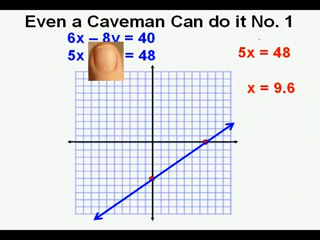 Even a Caveman Can do it No. 1
6x – 8y = 40
5x = 48
5x = 48
x = 9.6